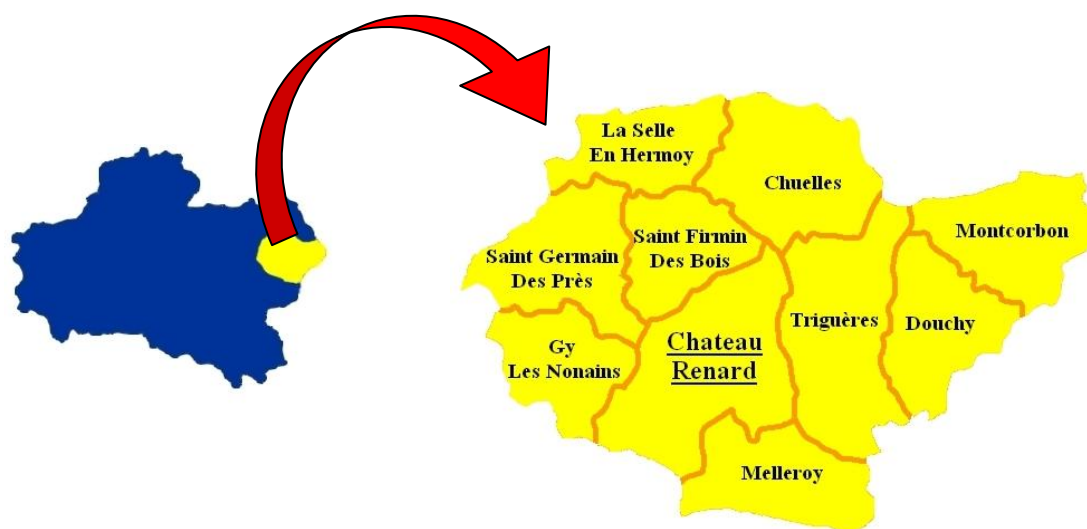 La Selle
En Hermoy
Chuelles
Montcorbon
Saint Firmin
Des Bois
Saint Germain
Des Près
Triguères
Douchy
Chateau
Renard
Gy
Les Nonains
Melleroy